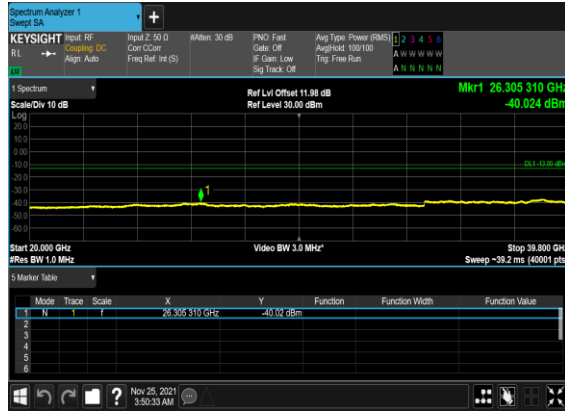 Spectrum Analyzer 1
Swept SA
+
KEYSIGHT Input: RF Input Z: 50 Ω #Atten: 30 dB PNO: Fast Avg Type: Power (RMS) 1 2 3 4 5 6
RL Coupling: DC Corr CCorr Gate: Off Avg|Hold: 100/100 A W W W W W
Align: Auto Freq Ref: Int (S) IF Gain: Low Trig: Free Run
Sig Track: Off A N N N N N
1 Spectrum Ref Lvl Offset 11.98 dB Mkr1 26.305 310 GHz
Scale/Div 10 dB Ref Level 30.00 dBm -40.024 dBm
Log
20.0
10.0
0.00
-10.0 DL1 -13.00 dBm
-20.0
-30.0 1
-40.0
-50.0
-60.0
Start 20.000 GHz Video BW 3.0 MHz* Stop 39.800 GHz
#Res BW 1.0 MHz Sweep ~39.2 ms (40001 pts)
5 Marker Table
Mode Trace Scale X Y Function Function Width Function Value
1 N 1 f 26.305 310 GHz -40.02 dBm
2
3
4
5
6
? Nov 25, 2021
3:50:33 AM